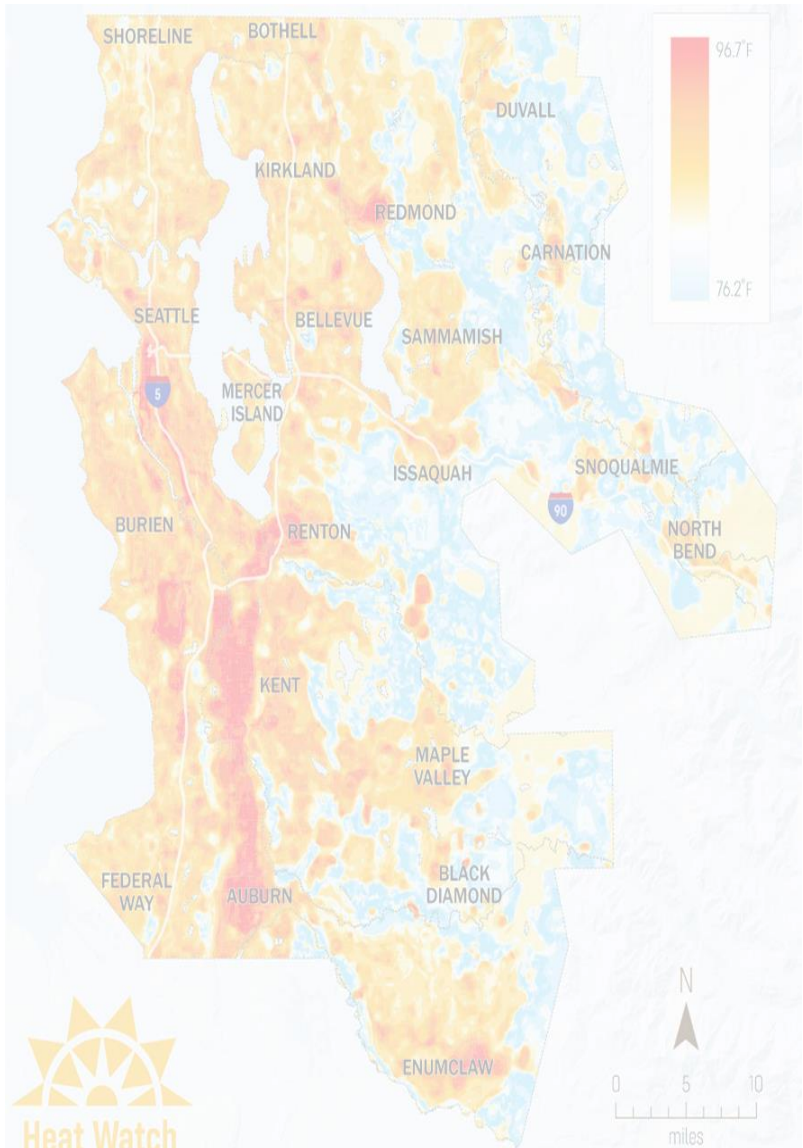 SHORELINE
BOTHELL
96.7°F
DUVALL
KIRKLAND
REDMOND
CARNATION
76.2°F
SEATTLE
BELLEVUE
SAMMAMISH
5
MERCER
ISLAND
ISSAQUAH
SNOQUALMIE
90
BURIEN
RENTON
NORTH
BEND
KENT
MAPLE
VALLEY
FEDERAL
WAY
AUBURN
BLACK
DIAMOND
N
ENUMCLAW
0 5 10
miles
Heat Watch